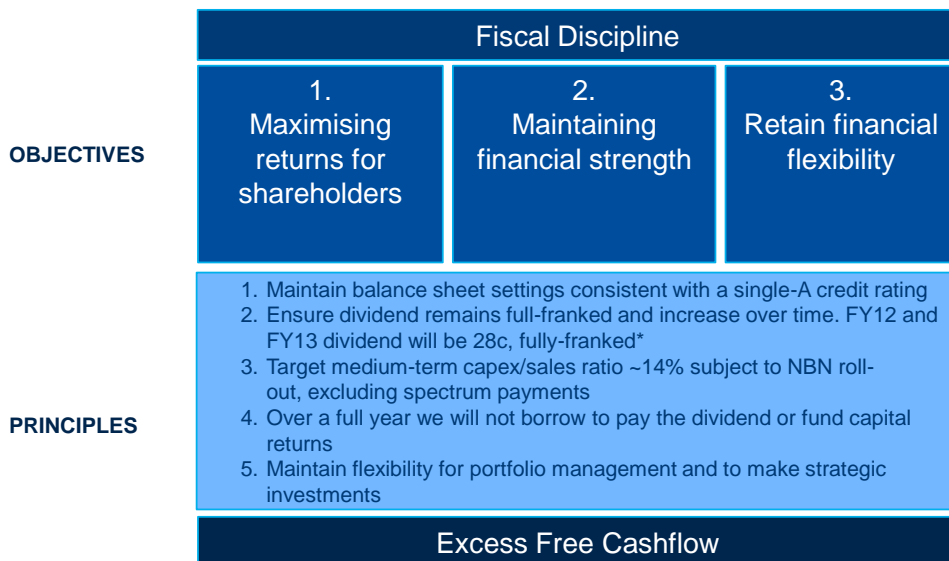 Fiscal Discipline
OBJECTIVES
1.
Maximising
returns for
shareholders
2.
Maintaining
financial strength
3.
Retain financial
flexibility
PRINCIPLES
1. Maintain balance sheet settings consistent with a single-A credit rating
2. Ensure dividend remains full-franked and increase over time. FY12 and
FY13 dividend will be 28c, fully-franked*
3. Target medium-term capex/sales ratio ~14% subject to NBN roll-
out, excluding spectrum payments
4. Over a full year we will not borrow to pay the dividend or fund capital
returns
5. Maintain flexibility for portfolio management and to make strategic
investments
Excess Free Cashflow